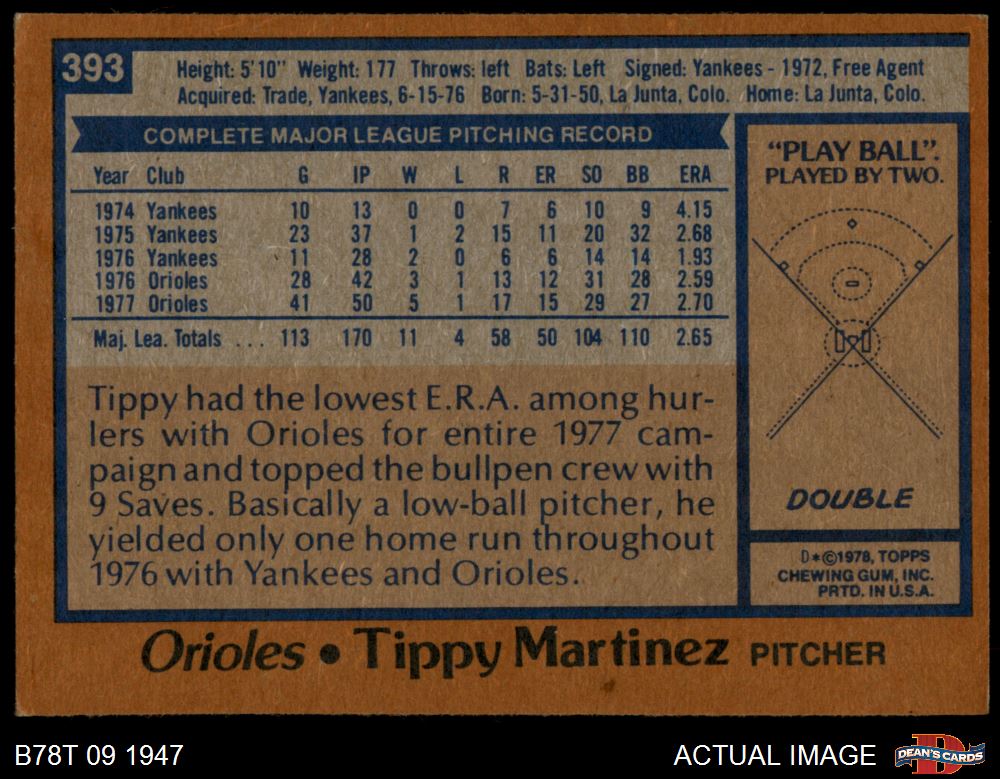 393
Height: 5'10" Weight: 177 Throws: left Bats: Left Signed: Yankees - 1972, Free Agent
Acquired: Trade, Yankees, 6-15-76 Born: 5-31-50, La Junta, Colo. Home: La Junta, Colo.
COMPLETE MAJOR LEAGUE PITCHING RECORD
Year Club G IP W L R ER SO BB ERA
1974 Yankees 10 13 0 0 7 6 10 9 4.15
1975 Yankees 23 37 1 2 15 11 20 32 2.68
1976 Yankees 11 28 2 0 6 6 14 14 1.93
1976 Orioles 28 42 3 1 13 12 31 28 2.59
1977 Orioles 41 50 5 1 17 15 29 27 2.70
Maj. Lea. Totals ... 113 170 11 4 58 50 104 110 2.65
Tippy had the lowest E.R.A. among hur-
lers with Orioles for entire 1977 cam-
paign and topped the bullpen crew with
9 Saves. Basically a low-ball pitcher, he
yielded only one home run throughout
1976 with Yankees and Orioles.
"PLAY BALL".
PLAYED BY TWO.
DOUBLE
D*©1978, TOPPS
CHEWING GUM, INC.
PRTD. IN U.S.A.
Orioles • Tippy Martinez PITCHER
B78T 09 1947
ACTUAL IMAGE
D
DEAN'S CARDS